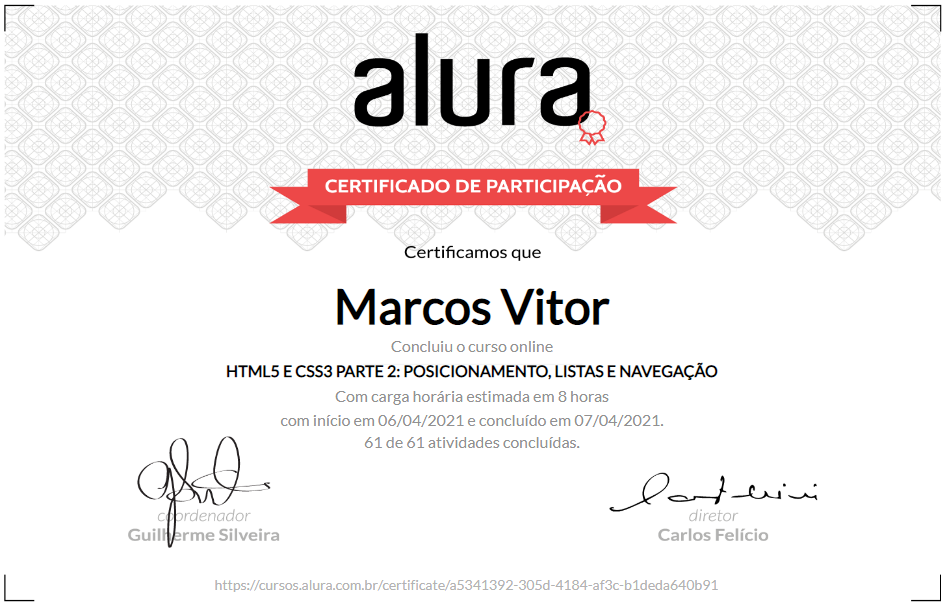 alura
CERTIFICADO DE PARTICIPAÇÃO
Certificamos que
Marcos Vitor
Concluiu o curso online
HTML5 E CSS3 PARTE 2: POSICIONAMENTO, LISTAS E NAVEGAÇÃO
Com carga horária estimada em 8 horas
com início em 06/04/2021 e concluído em 07/04/2021.
61 de 61 atividades concluídas.
coordenador
Guilherme Silveira
diretor
Carlos Felício
https://cursos.alura.com.br/certificate/a5341392-305d-4184-af3c-b1deda640b91